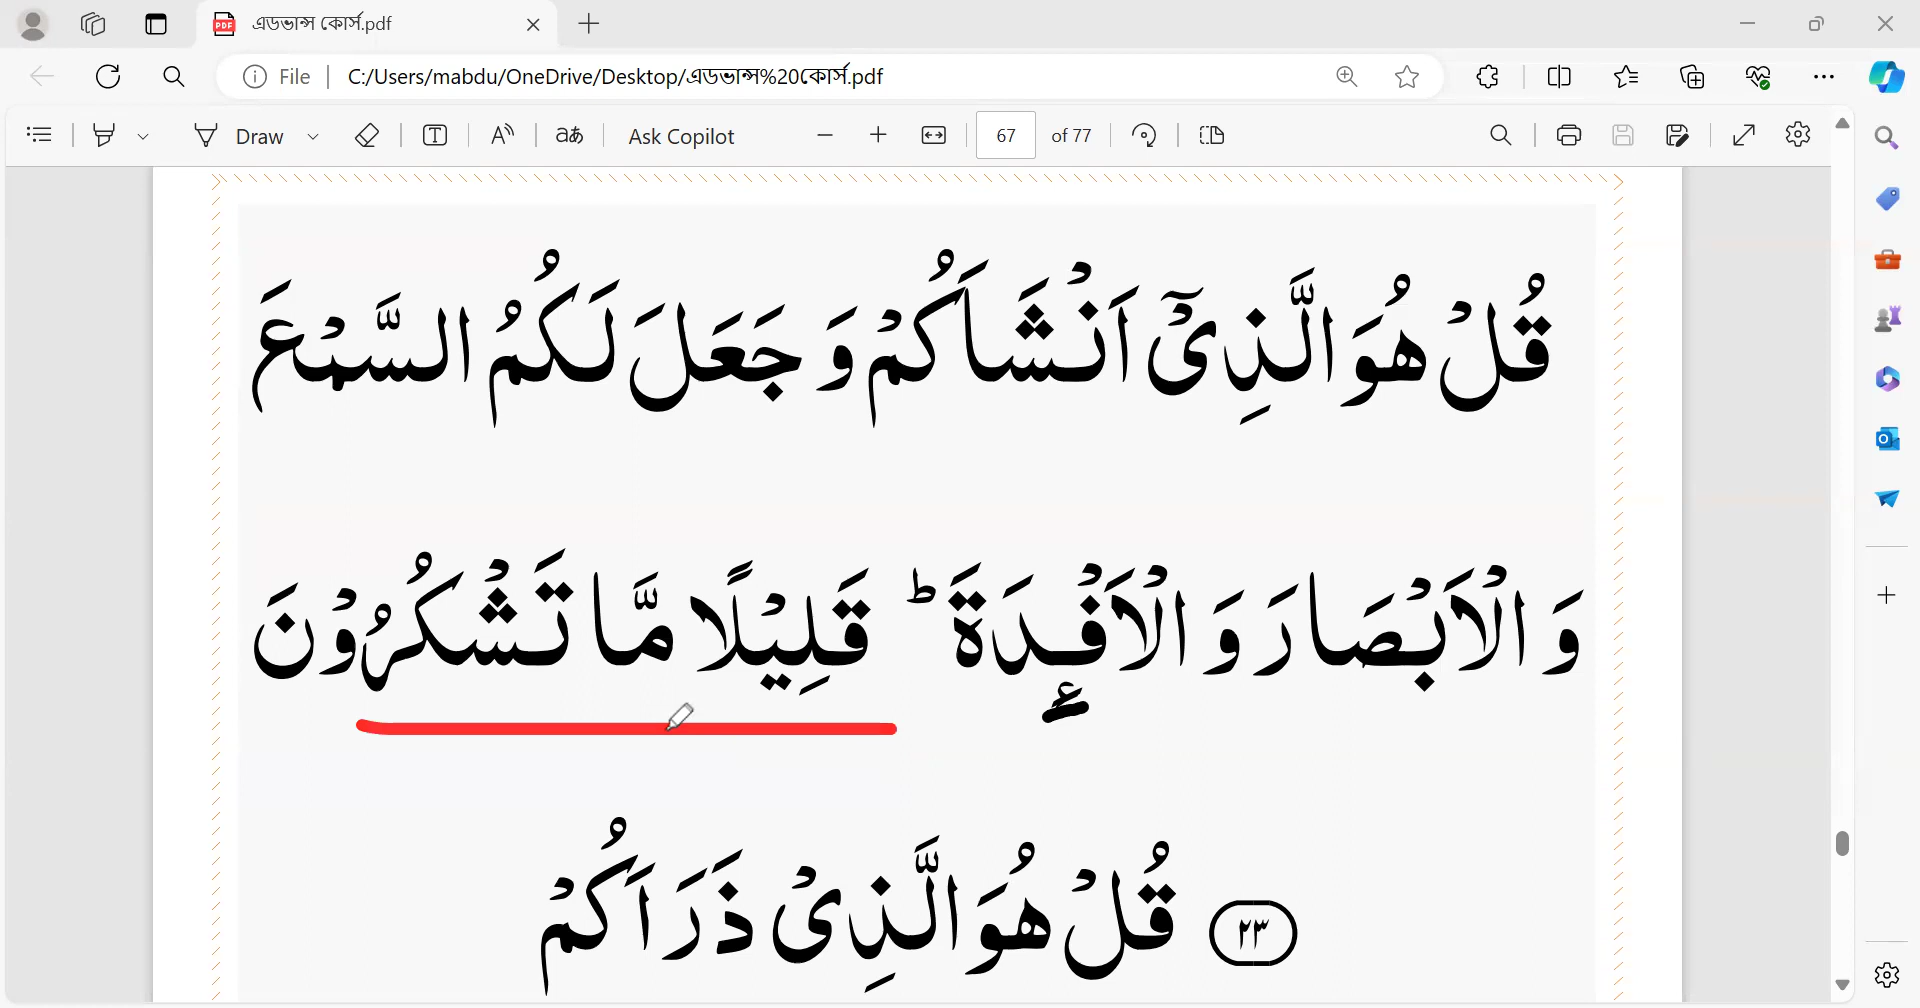 এডভান্স কোর্স.pdf
File
C:/Users/mabdu/OneDrive/Desktop/এডভান্স%20কোর্স.pdf
Draw
Ask Copilot
67 of 77
قُلْ هُوَ الَّذِیْۤ اَنْشَاَكُمْ وَ جَعَلَ لَكُمُ السَّمْعَ
وَ الْاَبْصَارَ وَ الْاَفْـِٕدَةَ ؕ قَلِیْلًا مَّا تَشْكُرُوْنَ
۲۳ قُلْ هُوَ الَّذِیْ ذَرَاَكُمْ